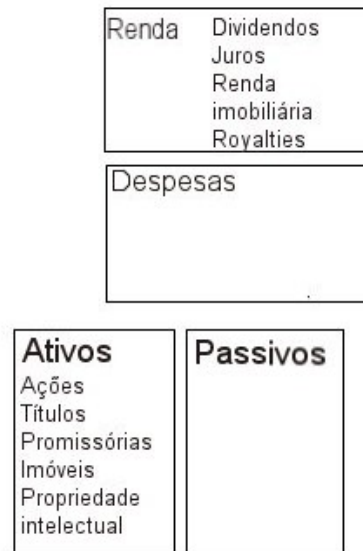 Renda Dividendos
Juros
Renda
imobiliária
Royalties
Despesas
Ativos
Ações
Títulos
Promissórias
Imóveis
Propriedade
intelectual
Passivos